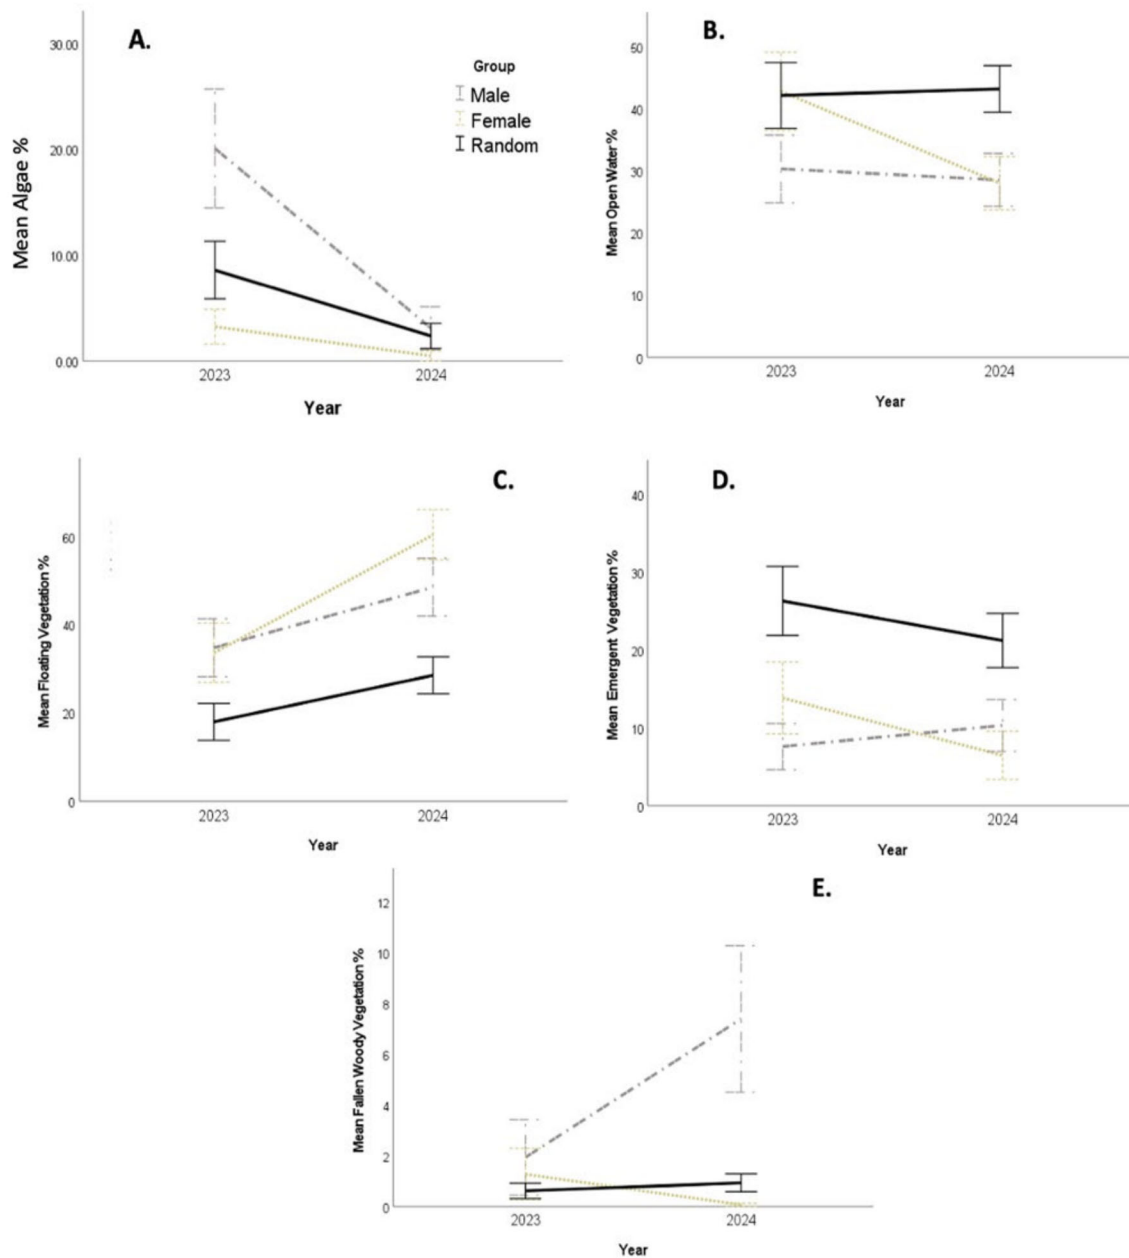 A.
Group
Male
Female
Random
Mean Algae %
30.00
20.00
10.00
0.00
2023
2024
Year
B.
Mean Open Water %
50
40
30
20
10
0
2023
2024
Year
C.
Mean Floating Vegetation %
60
40
20
0
2023
2024
Year
D.
Mean Emergent Vegetation %
40
30
20
10
0
2023
2024
Year
E.
Mean Fallen Woody Vegetation %
12
10
8
6
4
2
0
2023
2024
Year